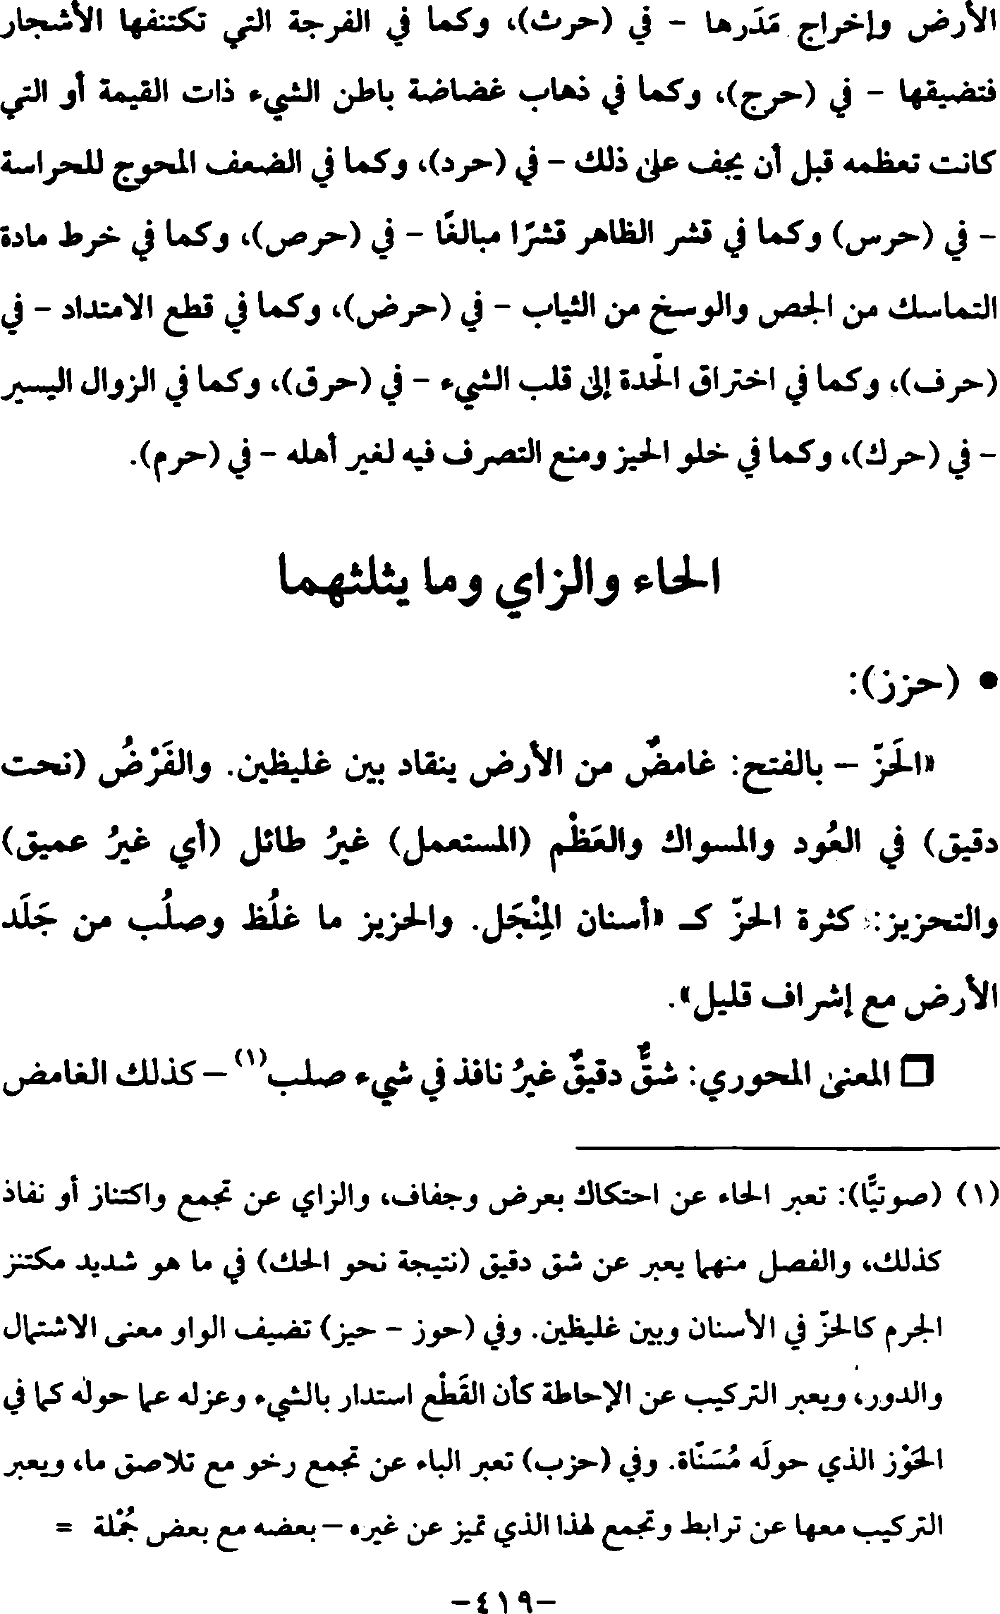 الأرض وإخراج مَدَرها - في (حرث)، وكما في الفرجة التي تكتنفها الأشجار
فتضيقها - في (حرج)، وكما في ذهاب غضاضة باطن الشيء ذات القيمة أو التي
كانت تعظمه قبل أن يجف على ذلك - في (حرد)، وكما في الضعف المحوج للحراسة
- في (حرس) وكما في قشر الظاهر قشرًا مبالغًا - في (حرص)، وكما في خرط مادة
التماسك من الجص والوسخ من الثياب - في (حرض)، وكما في قطع الامتداد - في
(حرف)، وكما في اختراق الحّدة إلى قلب الشيء - في (حرق)، وكما في الزوال اليسير
- في (حرك)، وكما في خلو الحيز ومنع التصرف فيه لغير أهله - في (حرم).
الحاء والزاي وما يثلثهما
• (حزز):
«الحَزّ – بالفتح: غامضٌ من الأرض ينقاد بين غليظين. والفَرْضُ (نحت
دقيق) في العُود والمسواك والعَظْم (المستعمل) غيرُ طائل (أي غيرُ عميق)
والتحزيز: كثرة الحزّ كـ «أسنان المِنْجَل. والحزيز ما غلُظ وصلُب من جَلَد
الأرض مع إشراف قليل».
❏ المعنى المحوري: شقٌّ دقيقٌ غيرُ نافذ في شيء صلب(١) – كذلك الغامض
(١) (صوتيًّا): تعبر الحاء عن احتكاك بعرض وجفاف، والزاي عن تجمع واكتناز أو نفاذ
كذلك، والفصل منهما يعبر عن شق دقيق (نتيجة نحو الحك) في ما هو شديد مكتنز
الجرم كالحزّ في الأسنان وبين غليظين. وفي (حوز - حيز) تضيف الواو معنى الاشتمال
والدور، ويعبر التركيب عن الإحاطة كأن القَطْع استدار بالشيء وعزله عما حوله كما في
الحَوْز الذي حولَه مُسَنّاة. وفي (حزب) تعبر الباء عن تجمع رخو مع تلاصق ما، ويعبر
التركيب معها عن ترابط وتجمع لهذا الذي تميز عن غيره – بعضه مع بعض جُمْلة =
-٤١٩-